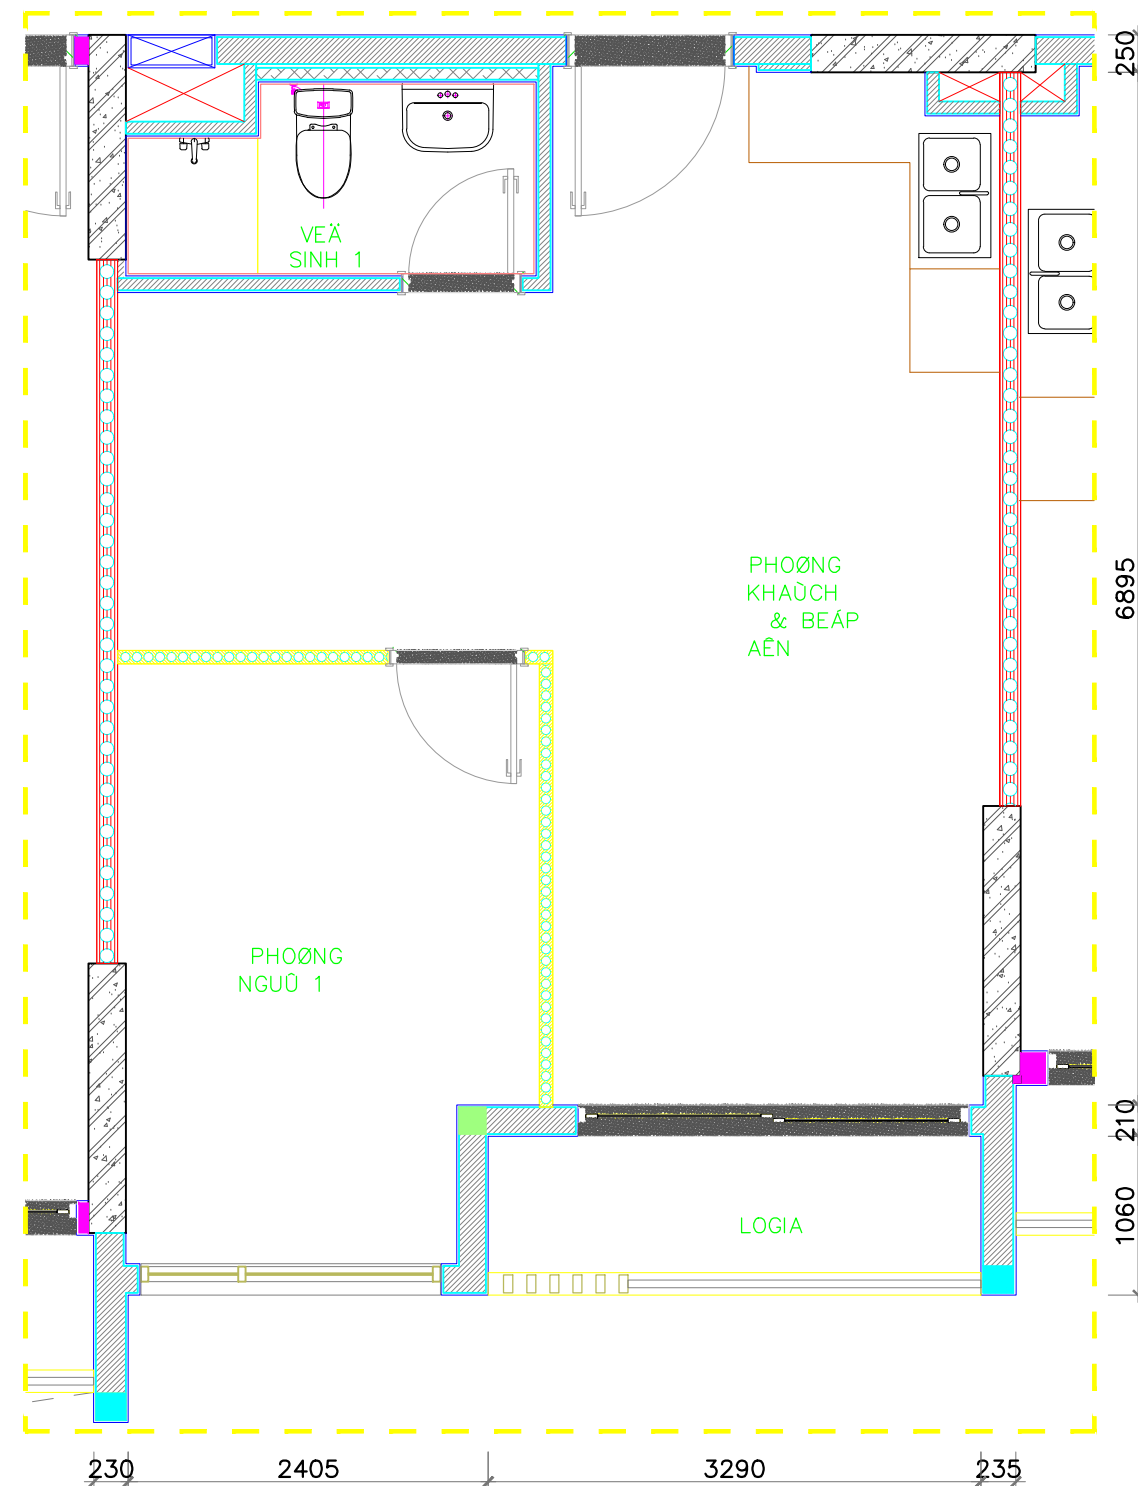 250
VEÄ
SINH 1
PHOØNG
KHAÙCH
& BEÁP
AÊN
6895
PHOØNG
NGUÛ 1
210
LOGIA
1060
230
2405
3290
235